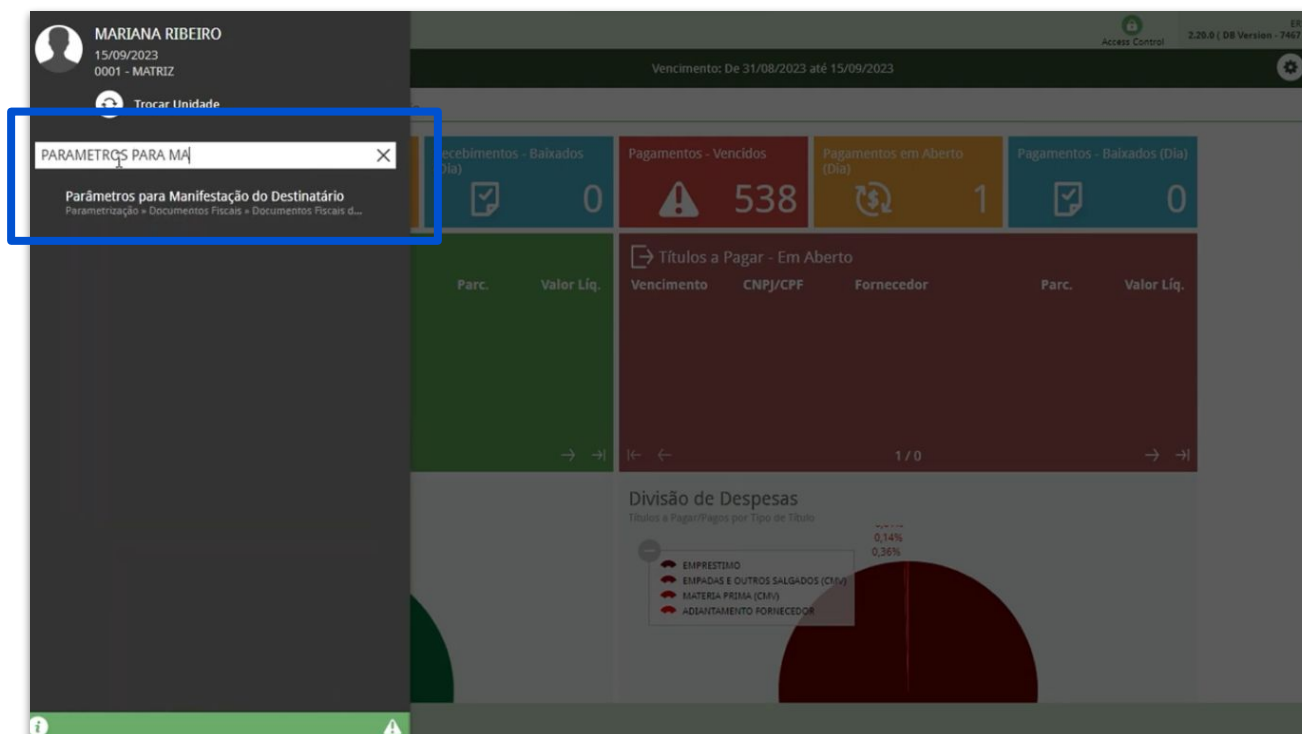 MARIANA RIBEIRO
15/09/2023
0001 - MATRIZ
Trocar Unidade
PARAMETROS PARA MA
Parâmetros para Manifestação do Destinatário
Parametrização » Documentos Fiscais » Documentos Fiscais d...
Access Control
ER
2.20.0 ( DB Version - 7467
Vencimento: De 31/08/2023 até 15/09/2023
ecebimentos - Baixados
Dia)
0
Pagamentos - Vencidos
538
Pagamentos em Aberto
(Dia)
1
Pagamentos - Baixados (Dia)
0
Parc. Valor Líq.
Títulos a Pagar - Em Aberto
Vencimento CNPJ/CPF Fornecedor Parc. Valor Líq.
1 / 0
Divisão de Despesas
Títulos a Pagar/Pagos por Tipo de Título
0,14%
0,36%
EMPRESTIMO
EMPADAS E OUTROS SALGADOS (CMV)
MATERIA PRIMA (CMV)
ADIANTAMENTO FORNECEDOR